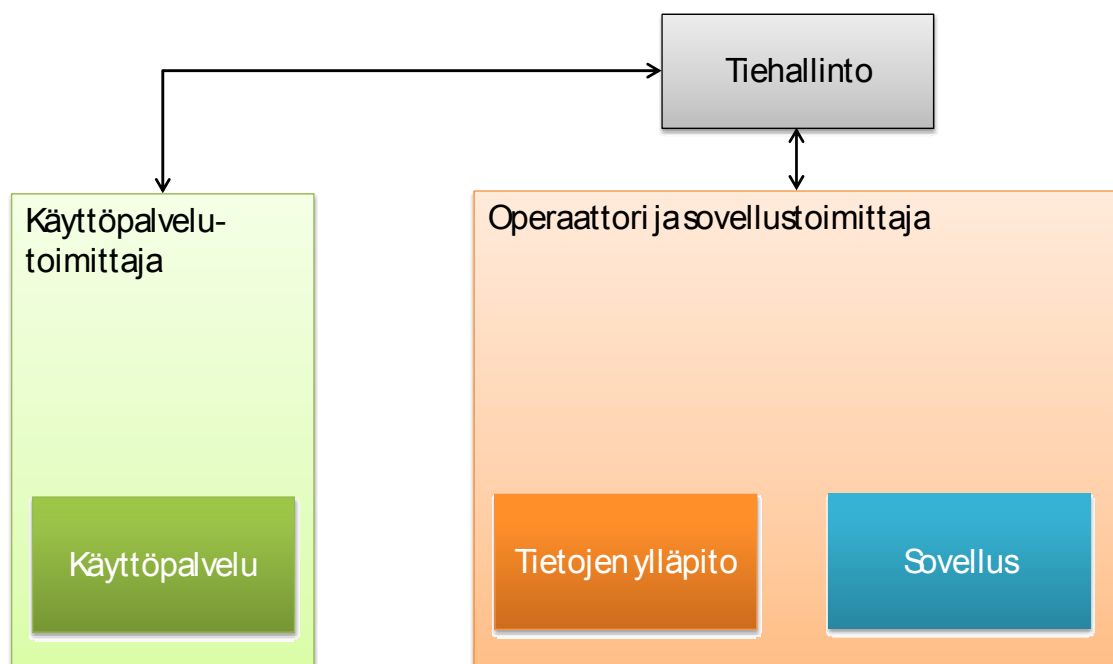 Tiehallinto
Käyttöpalvelu-
toimittaja
Operaattori ja sovellustoimittaja
Käyttöpalvelu
Tietojen ylläpito
Sovellus